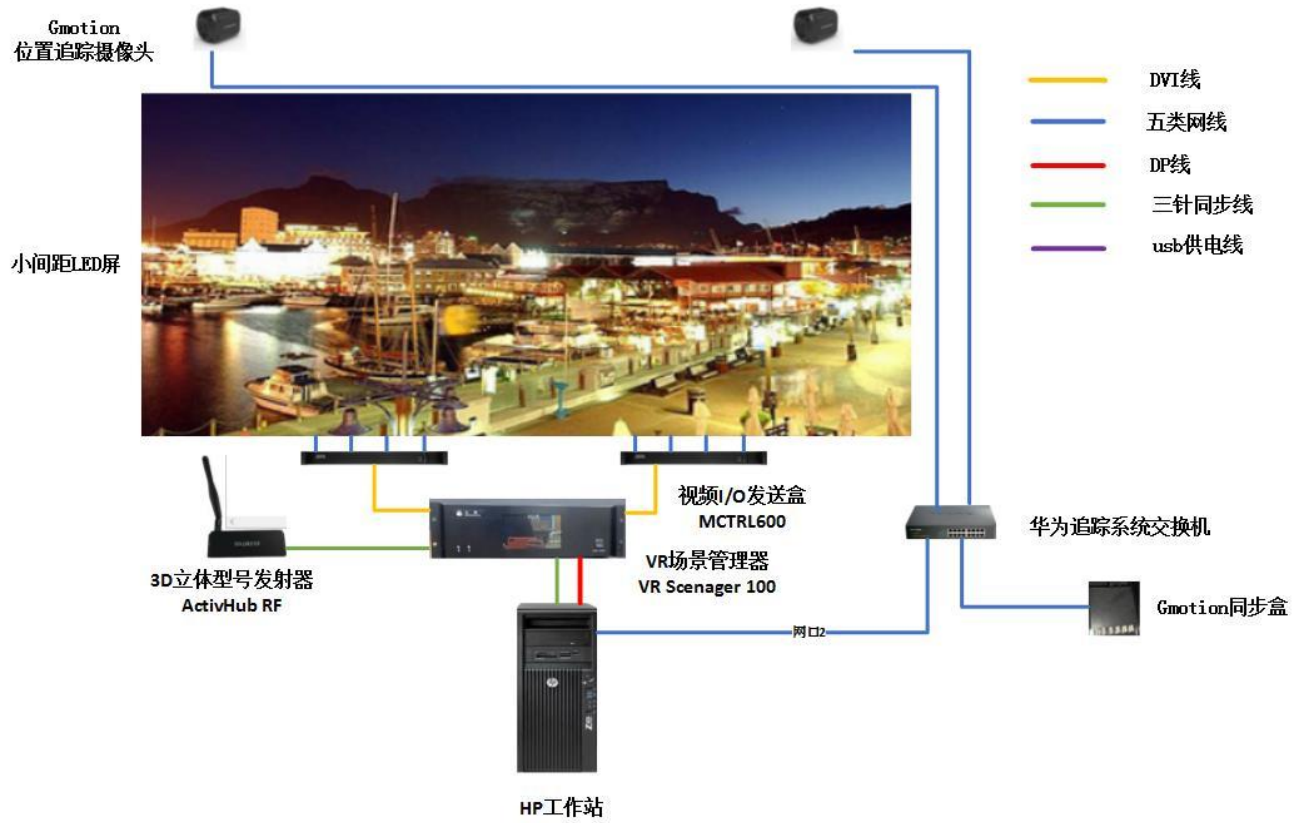 Gmotion
位置追踪摄像头
DVI线
五类网线
DP线
三针同步线
usb供电线
小间距LED屏
视频I/O发送盒
MCTRL600
华为追踪系统交换机
VR场景管理器
VR Scenager 100
3D立体型号发射器
ActivHub RF
Gmotion同步盒
网口2
HP工作站